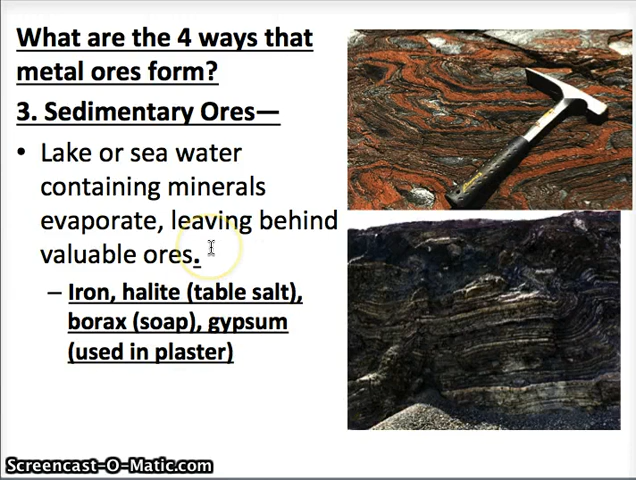 What are the 4 ways that
metal ores form?
3. Sedimentary Ores—
• Lake or sea water
containing minerals
evaporate, leaving behind
valuable ores.
– Iron, halite (table salt),
borax (soap), gypsum
(used in plaster)
Screencast-O-Matic.com